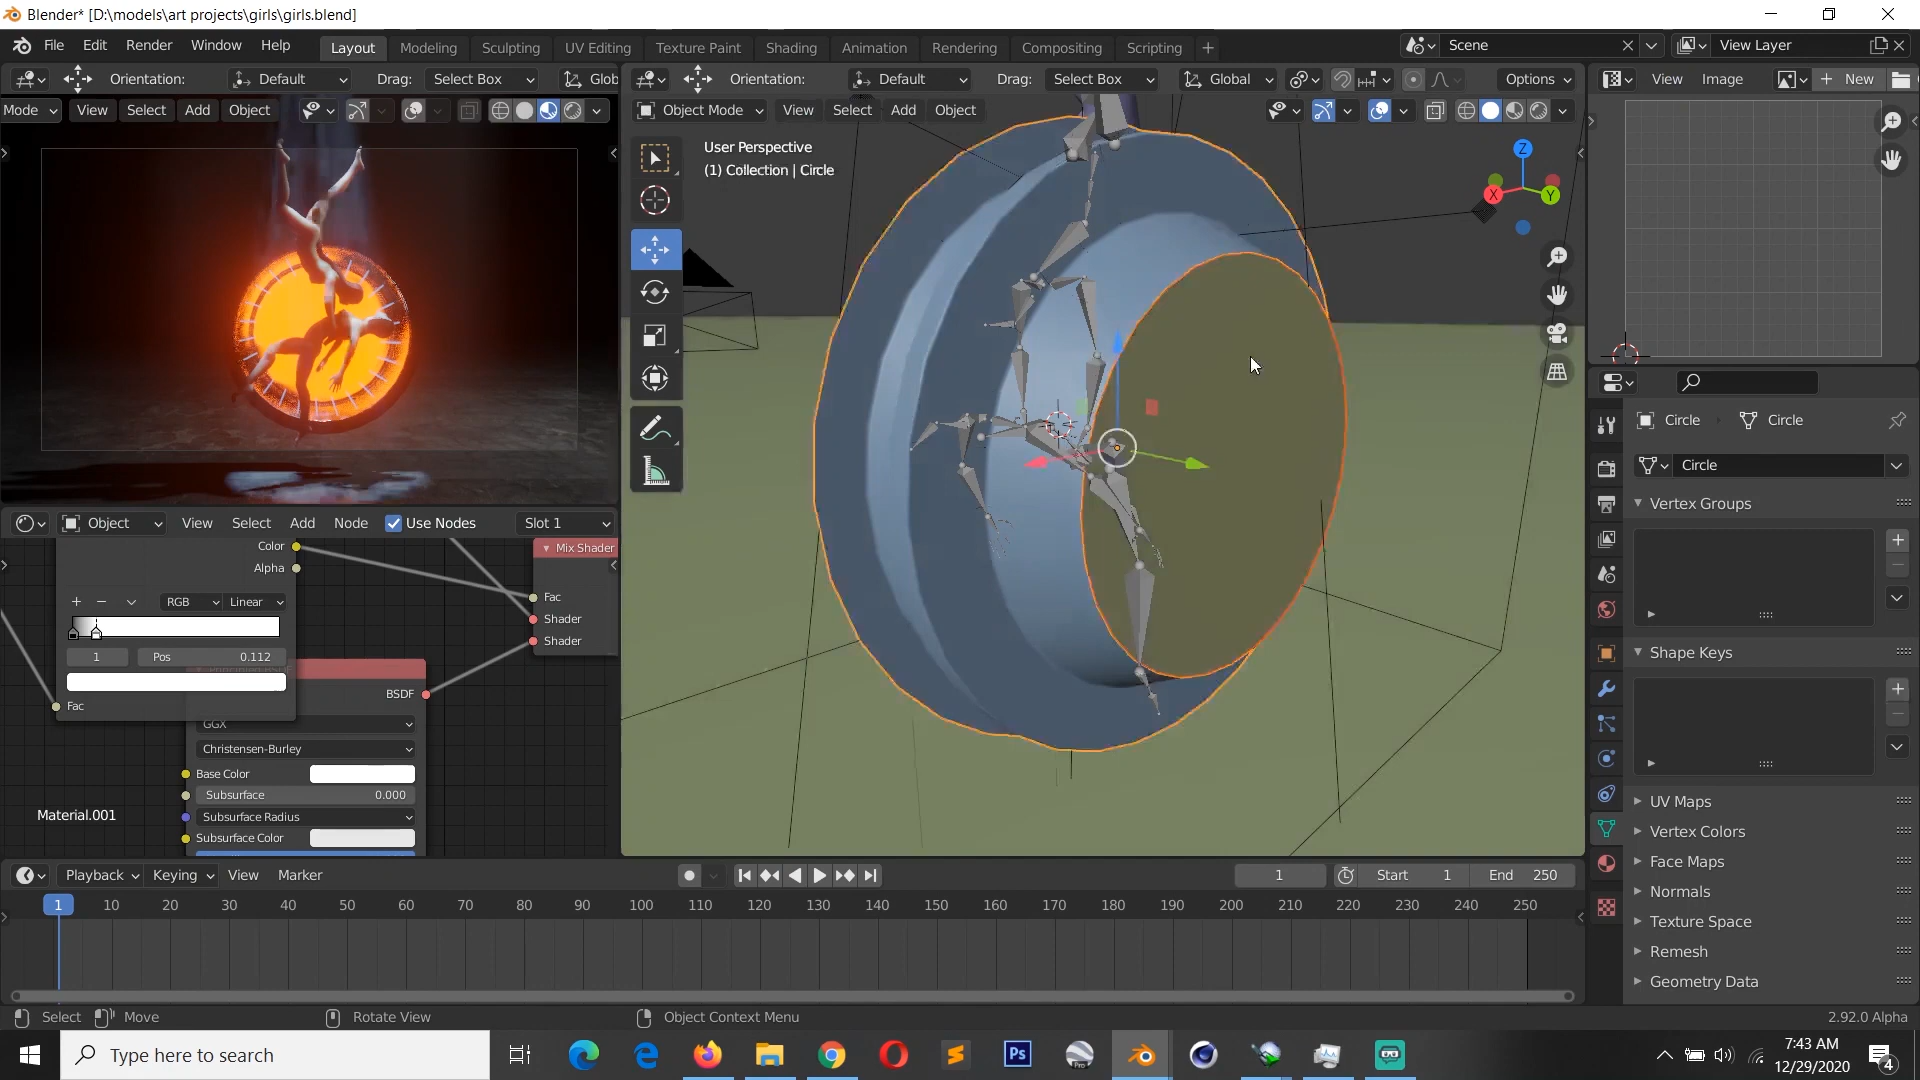 Blender* [D:\models\art projects\girls\girls.blend]
File Edit Render Window Help
Layout Modeling Sculpting UV Editing Texture Paint Shading Animation Rendering Compositing Scripting +
Scene
View Layer
Orientation: Default Drag: Select Box Glob
Orientation: Default Drag: Select Box Global Options
View Image New
Mode View Select Add Object
Object Mode View Select Add Object
User Perspective
(1) Collection | Circle
Z
X
Y
Circle Circle
Circle
Vertex Groups
Shape Keys
UV Maps
Vertex Colors
Face Maps
Normals
Texture Space
Remesh
Geometry Data
Object View Select Add Node Use Nodes Slot 1
Color
Alpha
RGB Linear
1 Pos 0.112
Fac
Mix Shader
Fac
Shader
Shader
BSDF
GGX
Christensen-Burley
Base Color
Subsurface 0.000
Subsurface Radius
Subsurface Color
Material.001
Playback Keying View Marker
1 Start 1 End 250
1 10 20 30 40 50 60 70 80 90 100 110 120 130 140 150 160 170 180 190 200 210 220 230 240 250
Select Move Rotate View Object Context Menu
2.92.0 Alpha
Type here to search
Ps
Pro
7:43 AM
12/29/2020
4